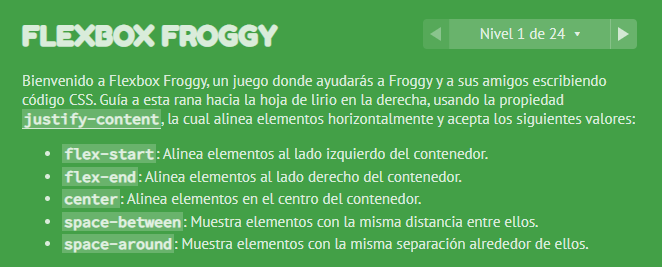 FLEXBOX FROGGY
Nivel 1 de 24
Bienvenido a Flexbox Froggy, un juego donde ayudarás a Froggy y a sus amigos escribiendo
código CSS. Guía a esta rana hacia la hoja de lirio en la derecha, usando la propiedad
justify-content, la cual alinea elementos horizontalmente y acepta los siguientes valores:
• flex-start: Alinea elementos al lado izquierdo del contenedor.
• flex-end: Alinea elementos al lado derecho del contenedor.
• center: Alinea elementos en el centro del contenedor.
• space-between: Muestra elementos con la misma distancia entre ellos.
• space-around: Muestra elementos con la misma separación alrededor de ellos.